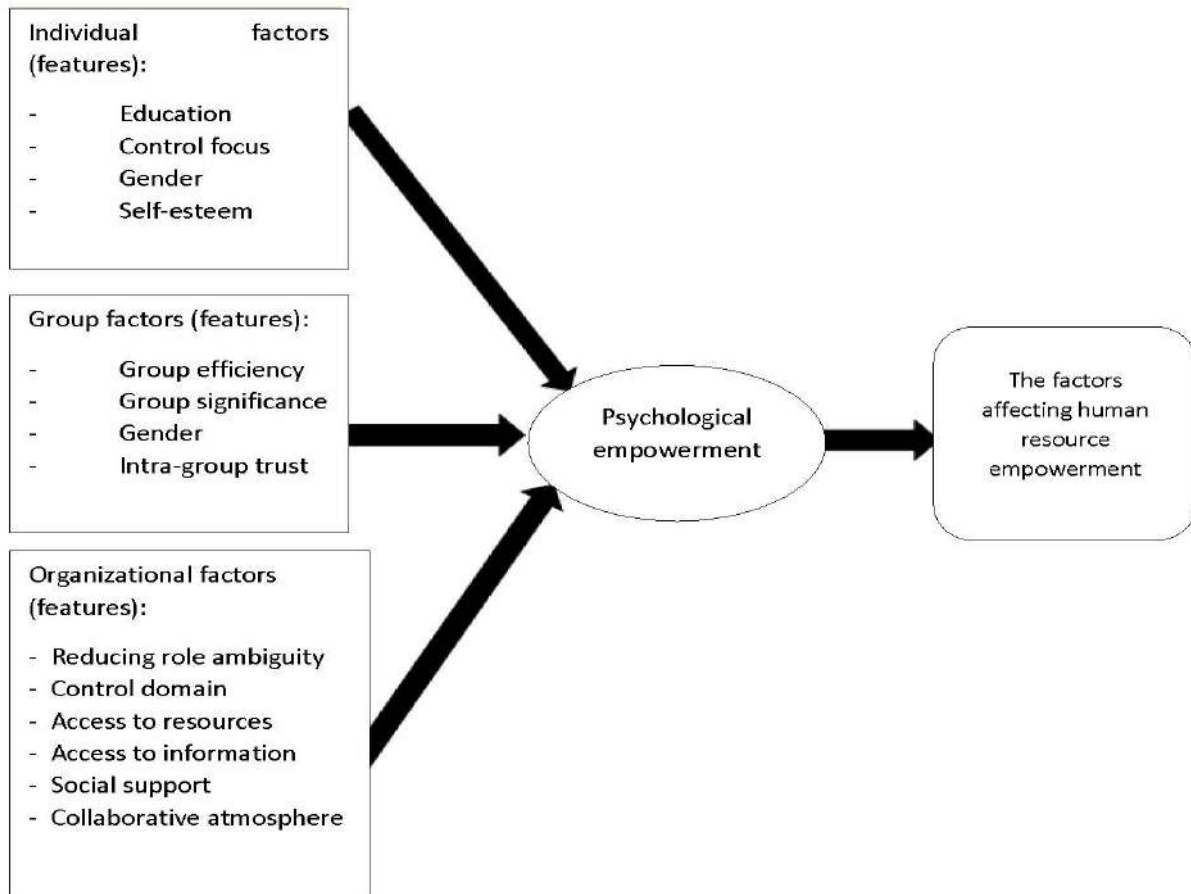 Individual factors
(features):
- Education
- Control focus
- Gender
- Self-esteem
Group factors (features):
- Group efficiency
- Group significance
- Gender
- Intra-group trust
Organizational factors
(features):
- Reducing role ambiguity
- Control domain
- Access to resources
- Access to information
- Social support
- Collaborative atmosphere
Psychological
empowerment
The factors
affecting human
resource
empowerment